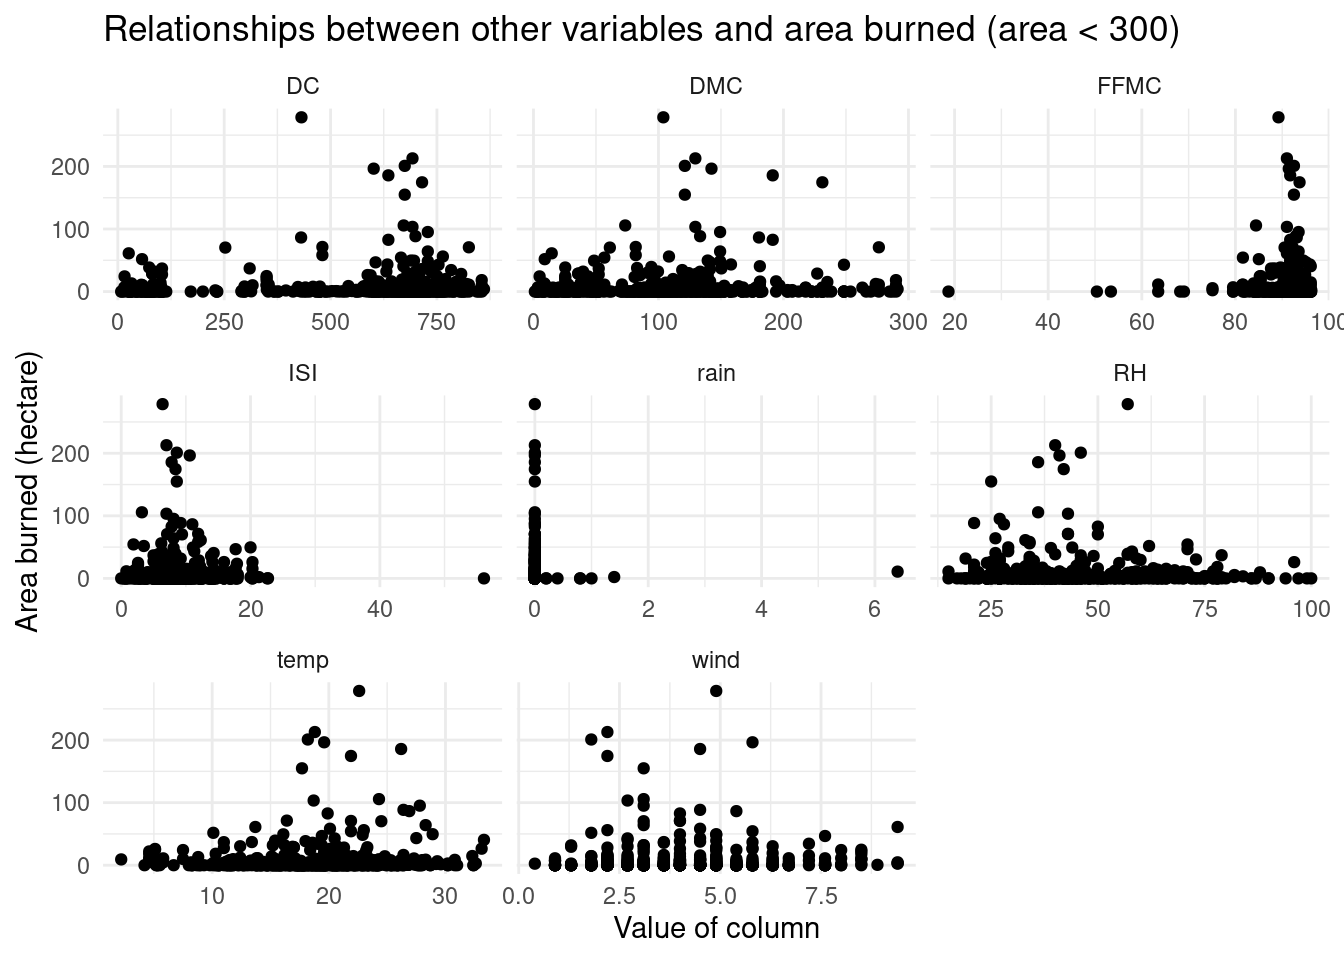 Relationships between other variables and area burned (area < 300)
DC DMC FFMC
200
100
0
0 250 500 750 0 100 200 300 20 40 60 80 100
ISI rain RH
200
100
0
0 20 40 0 2 4 6 25 50 75 100
temp wind
200
100
0
10 20 30 0.0 2.5 5.0 7.5
Area burned (hectare)
Value of column